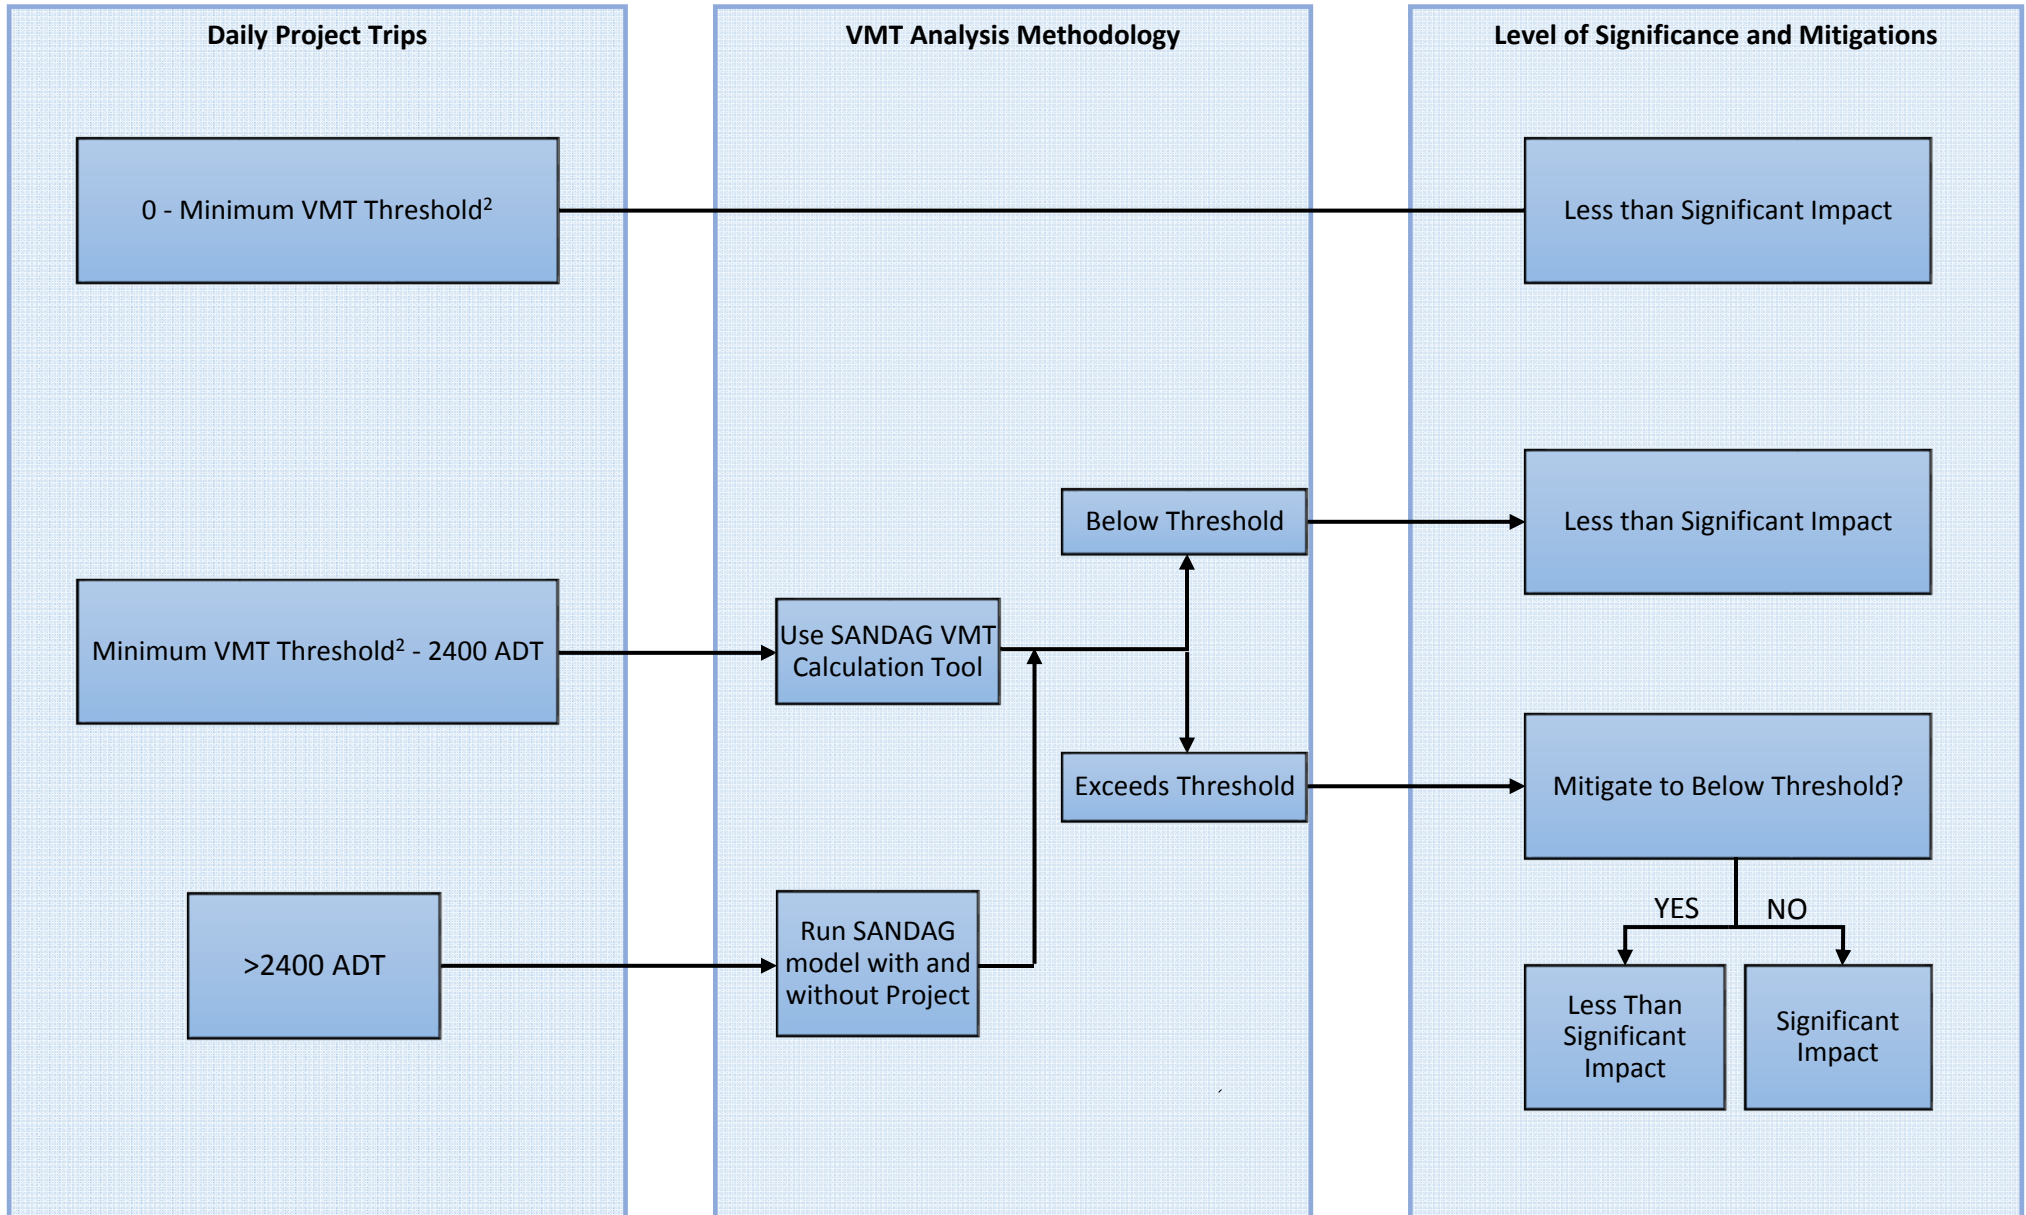 Daily Project Trips
VMT Analysis Methodology
Level of Significance and Mitigations
0 - Minimum VMT Threshold²
Less than Significant Impact
Below Threshold
Less than Significant Impact
Minimum VMT Threshold² - 2400 ADT
Use SANDAG VMT
Calculation Tool
Exceeds Threshold
Mitigate to Below Threshold?
YES
NO
>2400 ADT
Run SANDAG
model with and
without Project
Less Than
Significant
Impact
Significant
Impact